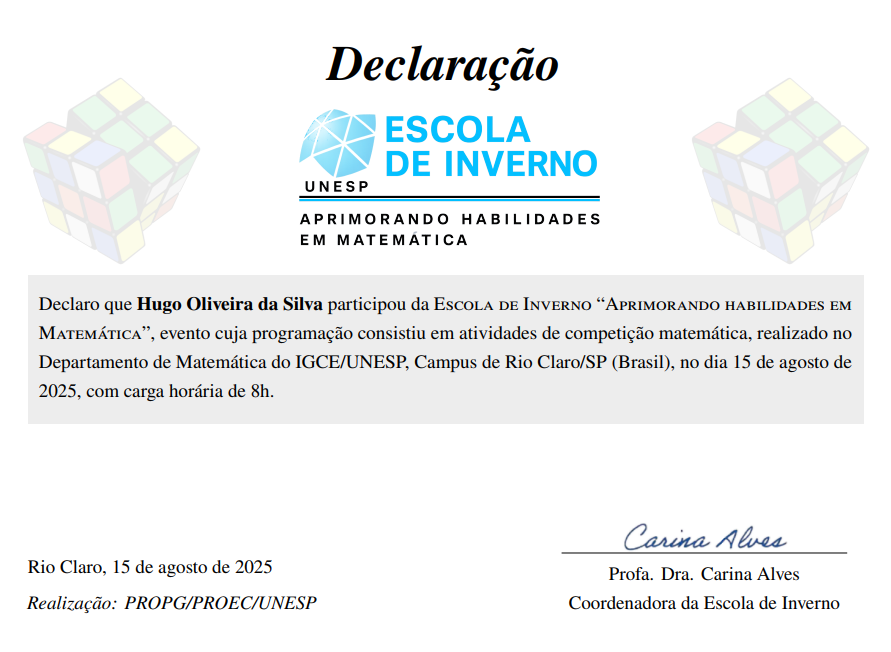 Declaração
ESCOLA
DE INVERNO
UNESP
APRIMORANDO HABILIDADES
EM MATEMÁTICA
Declaro que Hugo Oliveira da Silva participou da ESCOLA DE INVERNO “APRIMORANDO HABILIDADES EM
MATEMÁTICA”, evento cuja programação consistiu em atividades de competição matemática, realizado no
Departamento de Matemática do IGCE/UNESP, Campus de Rio Claro/SP (Brasil), no dia 15 de agosto de
2025, com carga horária de 8h.
Carina Alves
Rio Claro, 15 de agosto de 2025
Profa. Dra. Carina Alves
Realização: PROPG/PROEC/UNESP
Coordenadora da Escola de Inverno